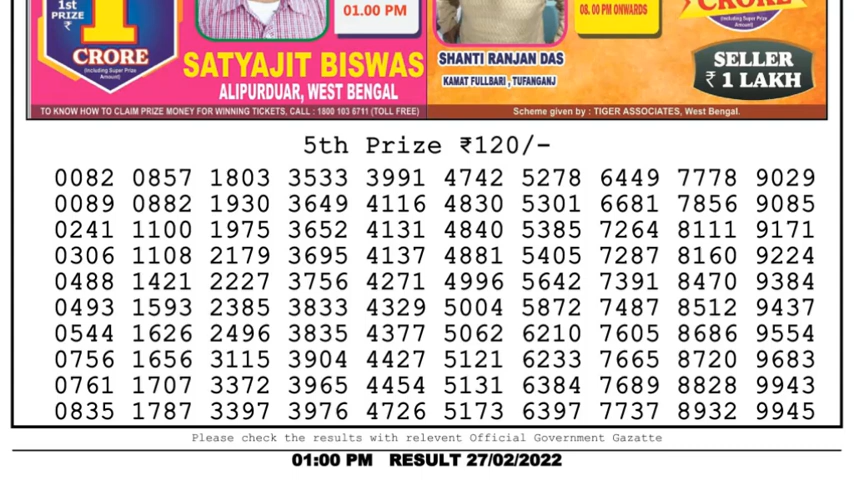 1st
PRIZE
₹
1
CRORE
(Including Super Prize
Amount)
01.00 PM
SATYAJIT BISWAS
ALIPURDUAR, WEST BENGAL
08. 00 PM ONWARDS
SHANTI RANJAN DAS
KAMAT FULLBARI , TUFANGANJ
CRORE
(Including Super Prize
Amount)
SELLER
₹ 1 LAKH
TO KNOW HOW TO CLAIM PRIZE MONEY FOR WINNING TICKETS, CALL : 1800 103 6711 (TOLL FREE)
Scheme given by : TIGER ASSOCIATES, West Bengal.
5th Prize ₹120/-
0082 0857 1803 3533 3991 4742 5278 6449 7778 9029
0089 0882 1930 3649 4116 4830 5301 6681 7856 9085
0241 1100 1975 3652 4131 4840 5385 7264 8111 9171
0306 1108 2179 3695 4137 4881 5405 7287 8160 9224
0488 1421 2227 3756 4271 4996 5642 7391 8470 9384
0493 1593 2385 3833 4329 5004 5872 7487 8512 9437
0544 1626 2496 3835 4377 5062 6210 7605 8686 9554
0756 1656 3115 3904 4427 5121 6233 7665 8720 9683
0761 1707 3372 3965 4454 5131 6384 7689 8828 9943
0835 1787 3397 3976 4726 5173 6397 7737 8932 9945
Please check the results with relevent Official Government Gazatte
01:00 PM RESULT 27/02/2022